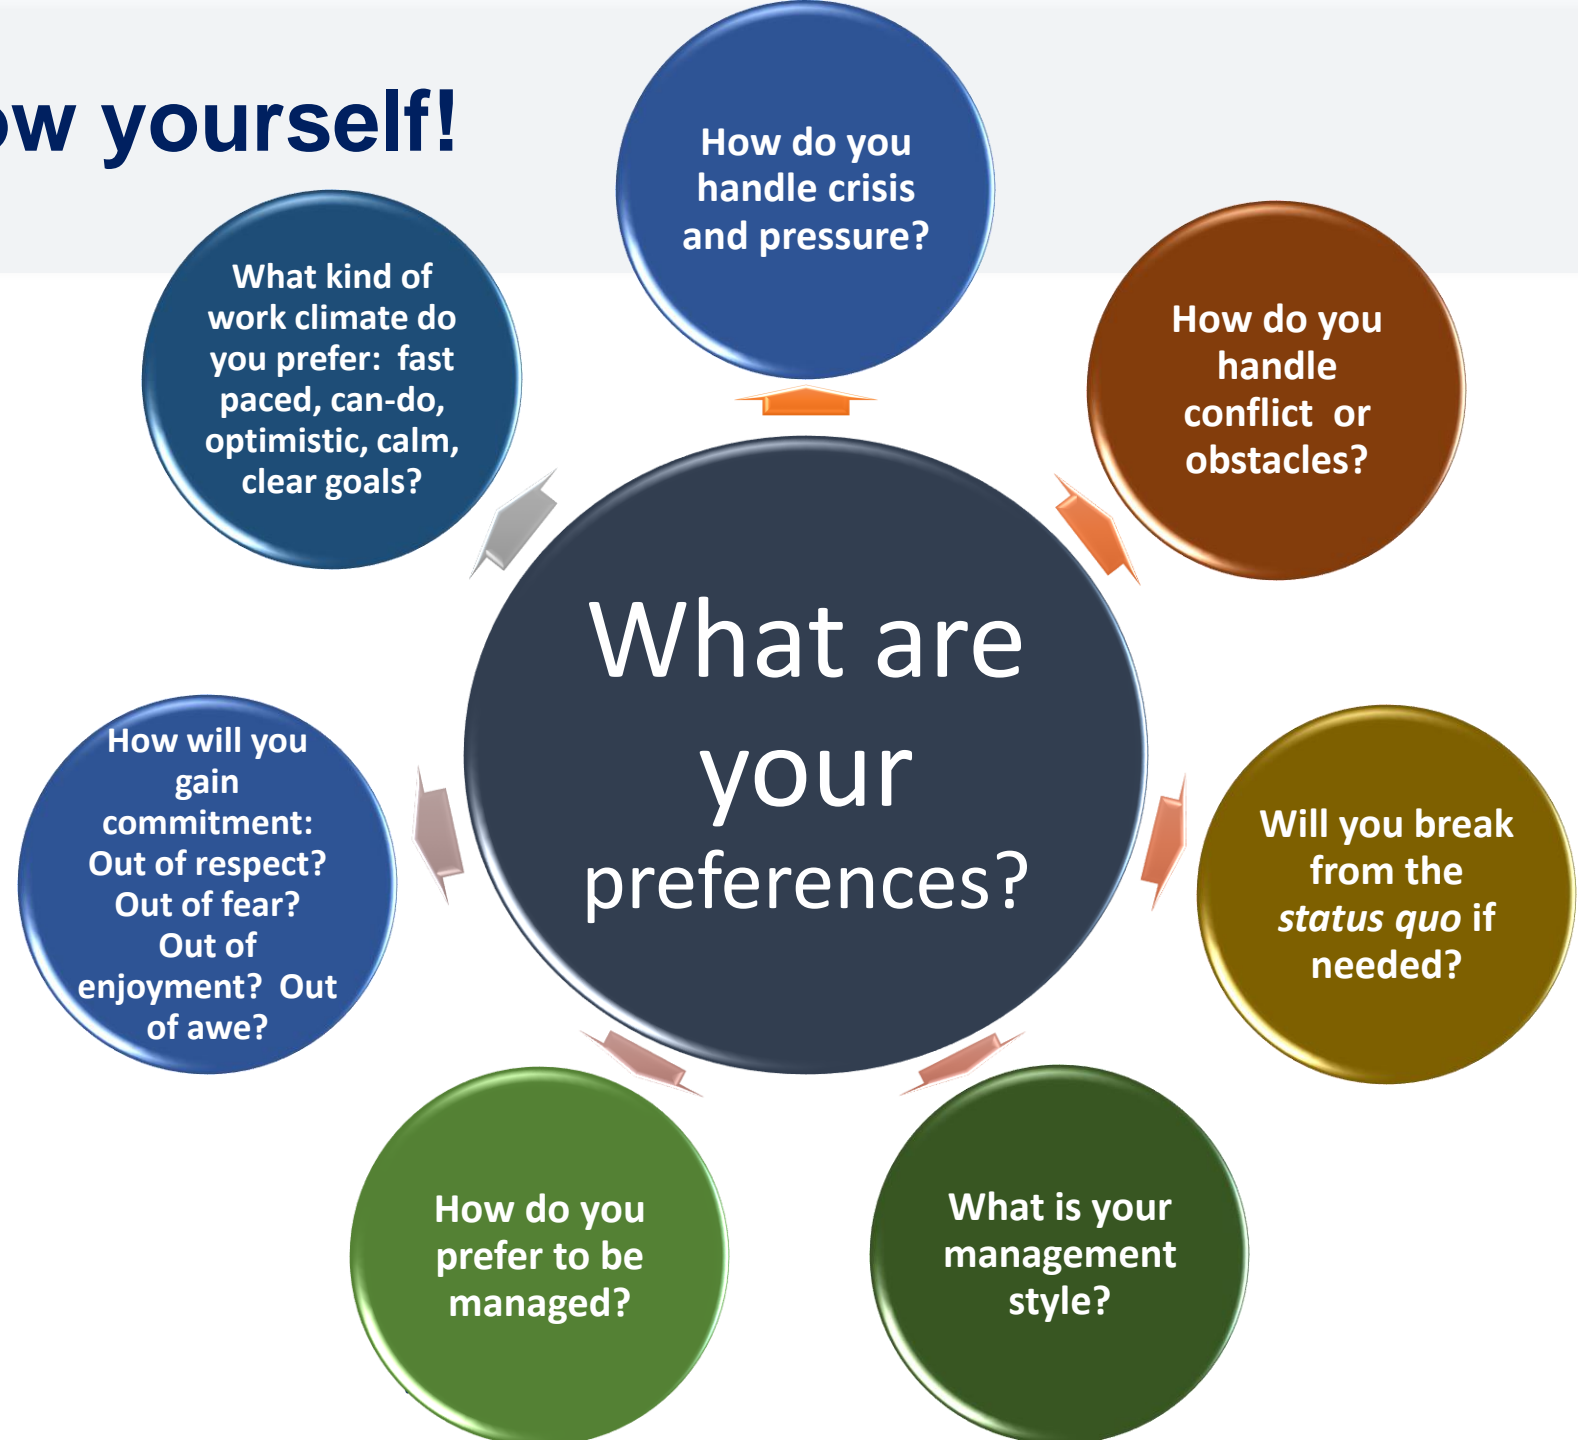 ow yourself!
How do you
handle crisis
and pressure?
How do you
handle
conflict  or
obstacles?
Will you break
from the
status quo if
needed?
What is your
management
style?
How do you
prefer to be
managed?
How will you
gain
commitment:
Out of respect?
Out of fear?
Out of
enjoyment?  Out
of awe?
What kind of
work climate do
you prefer:  fast
paced, can-do,
optimistic, calm,
clear goals?
What are
your
preferences?